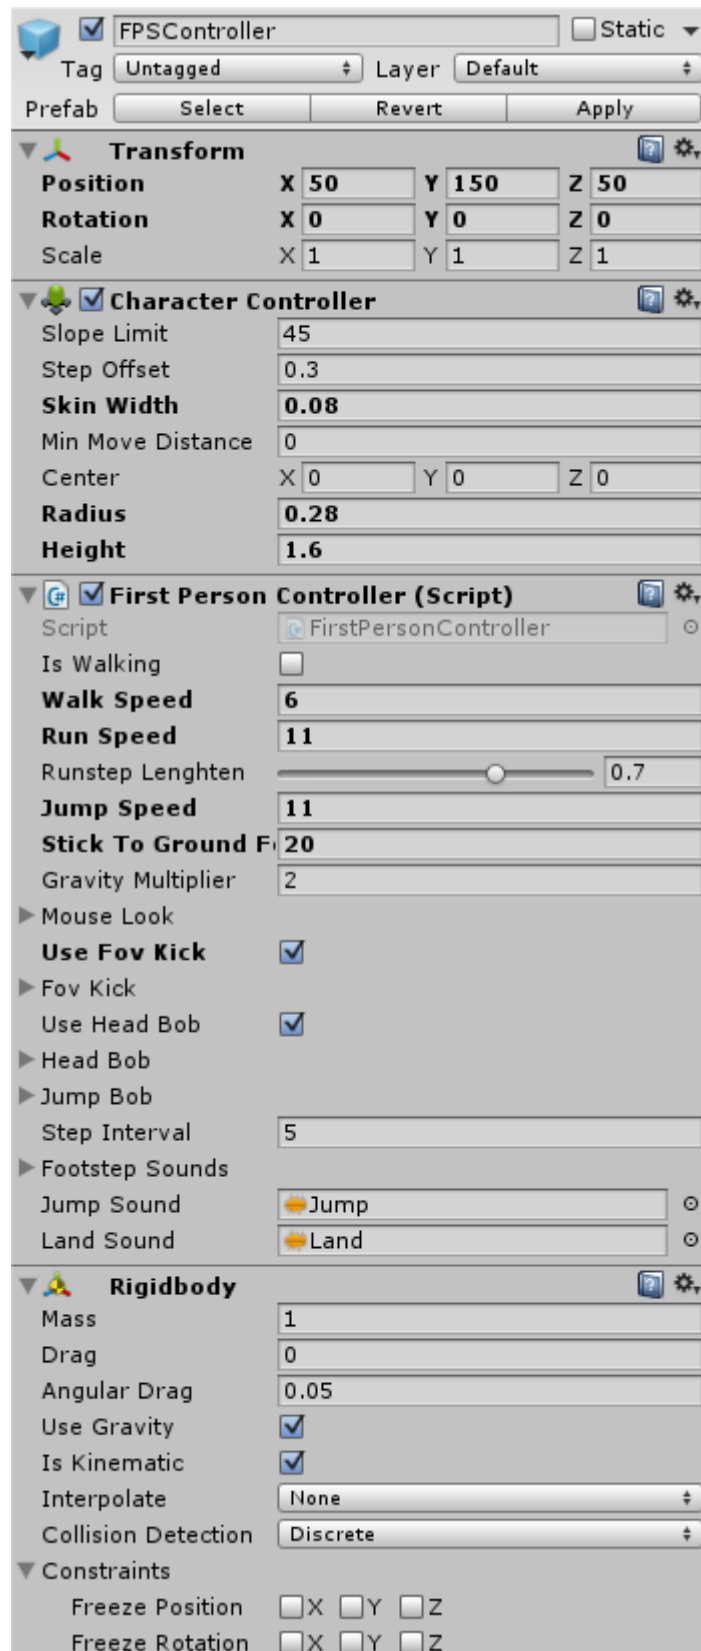 FPSController Static
Tag Untagged Layer Default
Prefab Select Revert Apply
Transform
Position X 50 Y 150 Z 50
Rotation X 0 Y 0 Z 0
Scale X 1 Y 1 Z 1
Character Controller
Slope Limit 45
Step Offset 0.3
Skin Width 0.08
Min Move Distance 0
Center X 0 Y 0 Z 0
Radius 0.28
Height 1.6
First Person Controller (Script)
Script FirstPersonController
Is Walking
Walk Speed 6
Run Speed 11
Runstep Lenghten 0.7
Jump Speed 11
Stick To Ground F 20
Gravity Multiplier 2
Mouse Look
Use Fov Kick
Fov Kick
Use Head Bob
Head Bob
Jump Bob
Step Interval 5
Footstep Sounds
Jump Sound Jump
Land Sound Land
Rigidbody
Mass 1
Drag 0
Angular Drag 0.05
Use Gravity
Is Kinematic
Interpolate None
Collision Detection Discrete
Constraints
Freeze Position X Y Z
Freeze Rotation X Y Z